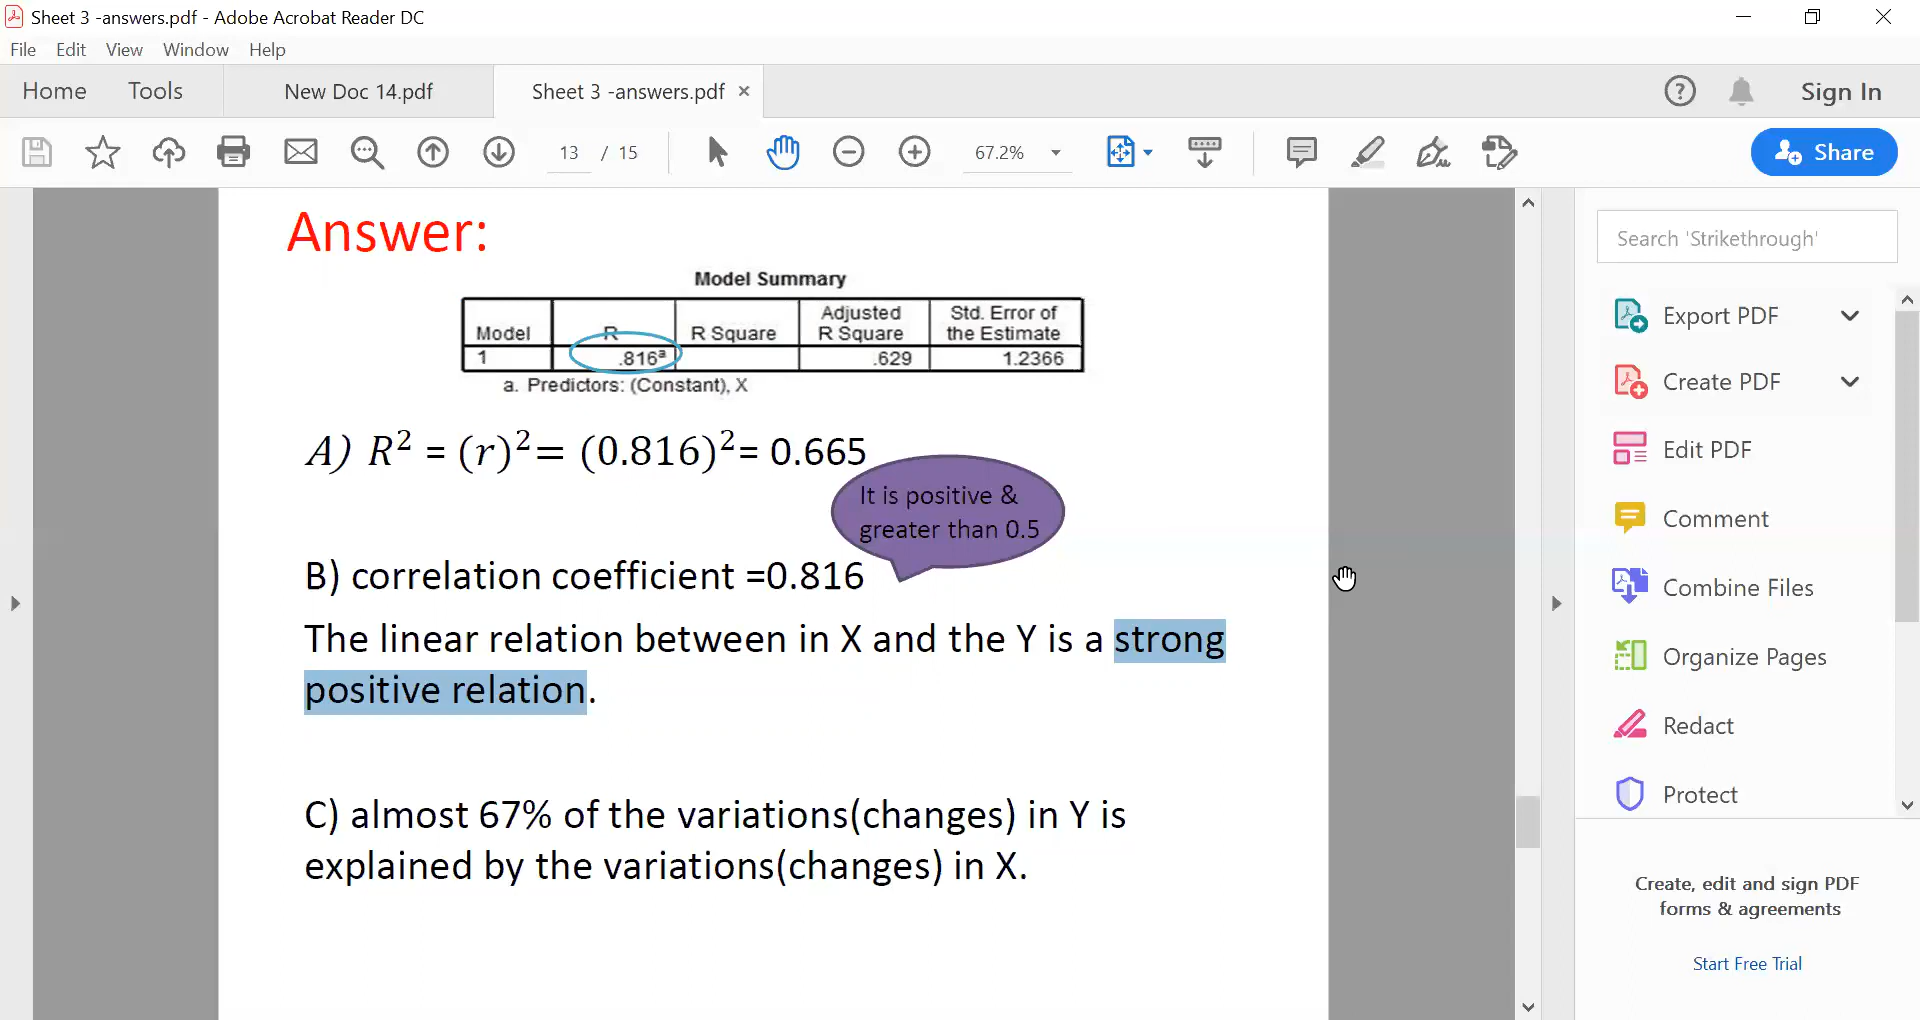 Sheet 3 -answers.pdf - Adobe Acrobat Reader DC
File Edit View Window Help
Home Tools New Doc 14.pdf Sheet 3 -answers.pdf × ? Sign In
13 / 15 67.2% Share
Answer:
Model Summary
Model R R Square Adjusted R Square Std. Error of the Estimate
1 .816ᵃ .629 1.2366
a. Predictors: (Constant), X
A) R² = (r)²= (0.816)²= 0.665
It is positive &
greater than 0.5
B) correlation coefficient =0.816
The linear relation between in X and the Y is a strong
positive relation.
C) almost 67% of the variations(changes) in Y is
explained by the variations(changes) in X.
Search 'Strikethrough'
Export PDF
Create PDF
Edit PDF
Comment
Combine Files
Organize Pages
Redact
Protect
Create, edit and sign PDF
forms & agreements
Start Free Trial